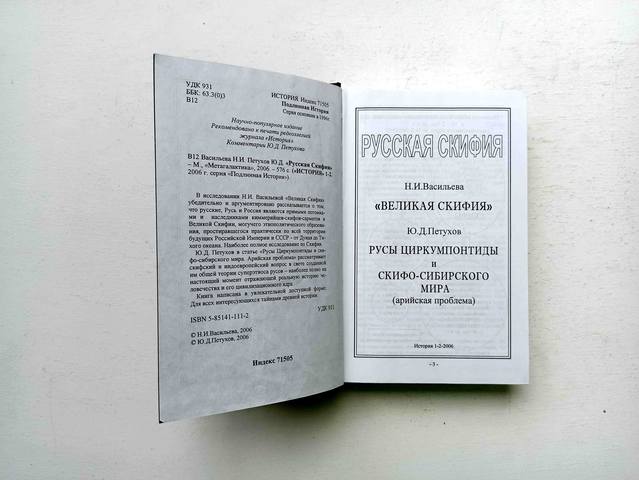 УДК 931
ББК: 63.3(0)3
В12
ИСТОРИЯ Индекс 71505
Подлинная История
Серия основана в 1996г.
Научно-популярное издание
Рекомендовано к печати редколлегией
журнала «История»
Комментарии Ю.Д. Петухова
В12 Васильева Н.И. Петухов Ю.Д. «Русская Скифия»
– М., «Метагалактика», 2006. – 576 с. («ИСТОРИЯ» 1-2.
2006 г. серия «Подлинная История»)
В исследовании Н.И. Васильевой «Великая Скифия»
убедительно и аргументировано рассказывается о том,
что русские, Русь и Россия являются прямыми потомка-
ми и наследниками киммерийцев-скифов-сарматов и
Великой Скифии, могучего этнополитического образова-
ния, простиравшегося практически по всей территории
будущих Российской Империи и СССР – от Дуная до Ти-
хого океана. Наиболее полное исследование по Скифии.
Ю.Д. Петухов в статье «Русы Циркумпонтиды и ски-
фо-сибирского мира. Арийская проблема» рассматривает
скифский и индоевропейский вопрос в свете созданной
им общей теории суперэтноса русов – наиболее полно на
настоящий момент отражающей реальную историю че-
ловечества и его цивилизационного ядра.
Книга написана в увлекательной доступной форме.
Для всех интересующихся тайнами древней истории.
УДК 931
ISBN 5-85141-111-2
© Н.И.Васильева, 2006
© Ю.Д.Петухов, 2006
Индекс 71505
РУССКАЯ СКИФИЯ
Н.И.Васильева
«ВЕЛИКАЯ СКИФИЯ»
Ю.Д.Петухов
РУСЫ ЦИРКУМПОНТИДЫ
И
СКИФО-СИБИРСКОГО
МИРА
(арийская проблема)
История 1-2-2006
- 3 -